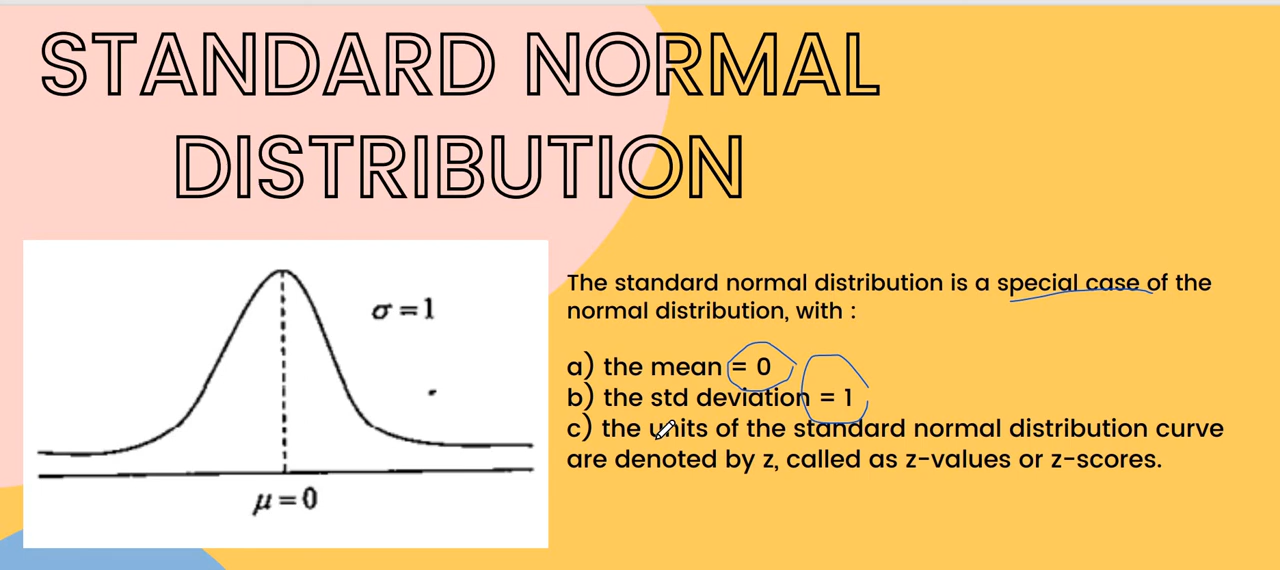 STANDARD NORMAL
DISTRIBUTION
σ = 1
μ = 0
The standard normal distribution is a special case of the
normal distribution, with :
a) the mean = 0
b) the std deviation = 1
c) the units of the standard normal distribution curve
are denoted by z, called as z-values or z-scores.